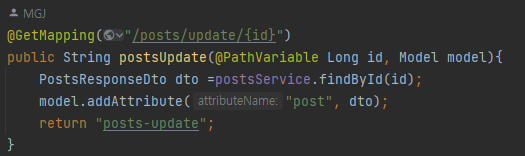 MGJ
@GetMapping("/posts/update/{id}")
public String postsUpdate(@PathVariable Long id, Model model){
    PostsResponseDto dto =postsService.findById(id);
    model.addAttribute( attributeName: "post", dto);
    return "posts-update";
}